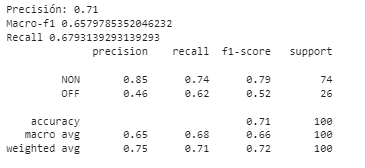 Precisión: 0.71
Macro-f1 0.6579785352046232
Recall 0.6793139293139293
precision recall f1-score support
NON 0.85 0.74 0.79 74
OFF 0.46 0.62 0.52 26
accuracy 0.71 100
macro avg 0.65 0.68 0.66 100
weighted avg 0.75 0.71 0.72 100